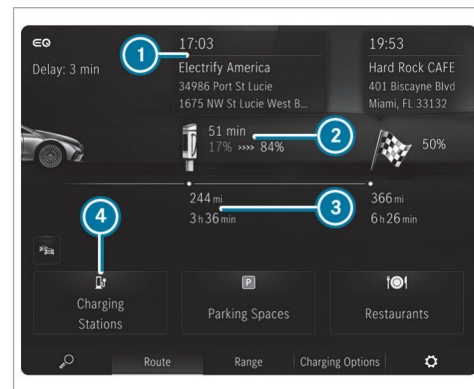 EQ
Delay: 3 min
1
17:03
Electrify America
34986 Port St Lucie
1675 NW St Lucie West B...
19:53
Hard Rock CAFE
401 Biscayne Blvd
Miami, FL 33132
51 min
17% »»» 84%
2
50%
244 mi
3 h 36 min
3
366 mi
6 h 26 min
4
Charging
Stations
P
Parking Spaces
Restaurants
Route
Range
Charging Options